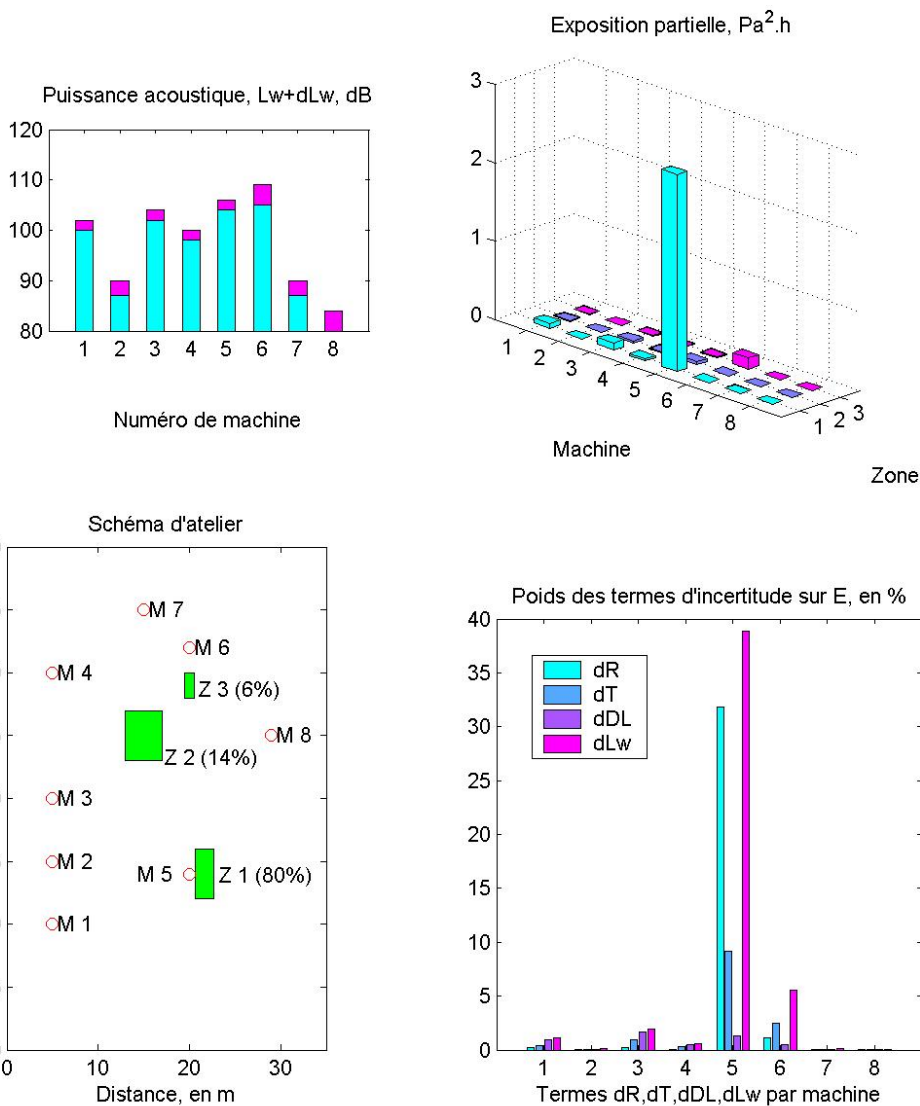 Exposition partielle, Pa².h
Puissance acoustique, Lw+dLw, dB
120
110
100
90
80
1 2 3 4 5 6 7 8
Numéro de machine
3
2
1
0
1 2 3 4 5 6 7 8
Machine
1 2 3
Zone
Schéma d'atelier
M 7
M 6
M 4
Z 3 (6%)
M 8
Z 2 (14%)
M 3
M 2
M 5
Z 1 (80%)
M 1
0 10 20 30
Distance, en m
Poids des termes d'incertitude sur E, en %
40
35
30
25
20
15
10
5
0
dR
dT
dDL
dLw
1 2 3 4 5 6 7 8
Termes dR,dT,dDL,dLw par machine